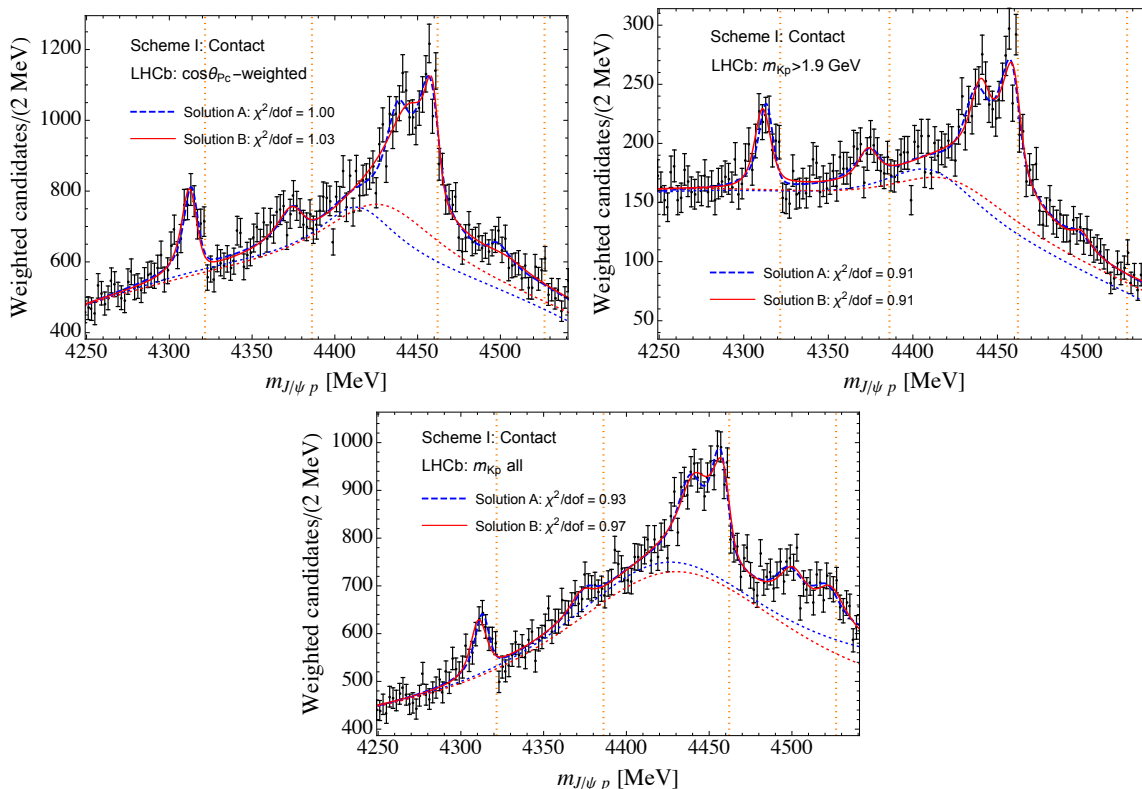 Scheme I: Contact
LHCb: cosθPc-weighted
Solution A: χ²/dof = 1.00
Solution B: χ²/dof = 1.03
Weighted candidates/(2 MeV)
1200
1000
800
600
400
4250 4300 4350 4400 4450 4500
mJ/ψ p [MeV]
Scheme I: Contact
LHCb: mKp>1.9 GeV
Solution A: χ²/dof = 0.91
Solution B: χ²/dof = 0.91
Weighted candidates/(2 MeV)
300
250
200
150
100
50
4250 4300 4350 4400 4450 4500
mJ/ψ p [MeV]
Scheme I: Contact
LHCb: mKp all
Solution A: χ²/dof = 0.93
Solution B: χ²/dof = 0.97
Weighted candidates/(2 MeV)
1000
900
800
700
600
500
400
4250 4300 4350 4400 4450 4500
mJ/ψ p [MeV]